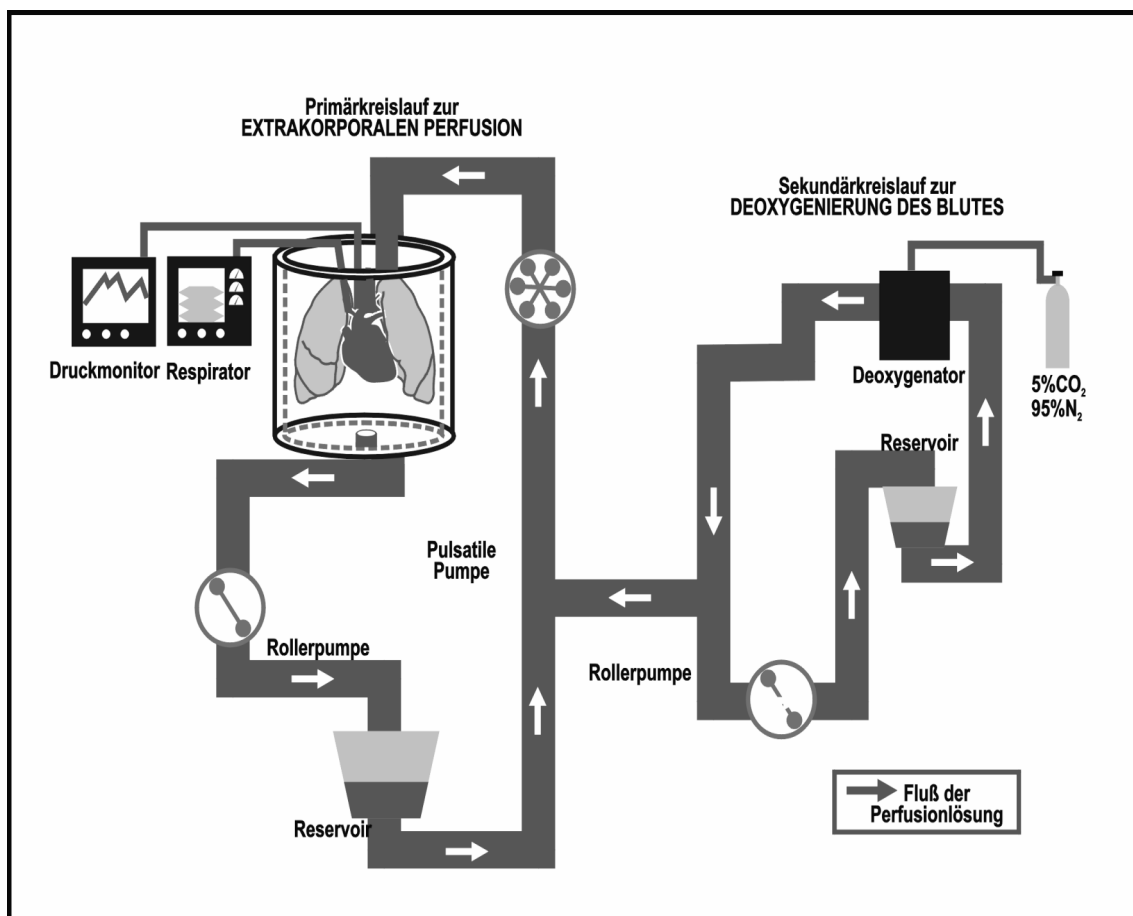 Primärkreislauf zur
EXTRAKORPORALEN PERFUSION
Sekundärkreislauf zur
DEOXYGENIERUNG DES BLUTES
Druckmonitor
Respirator
Deoxygenator
5%CO₂
95%N₂
Reservoir
Pulsatile
Pumpe
Rollerpumpe
Rollerpumpe
Reservoir
Fluß der
Perfusionlösung